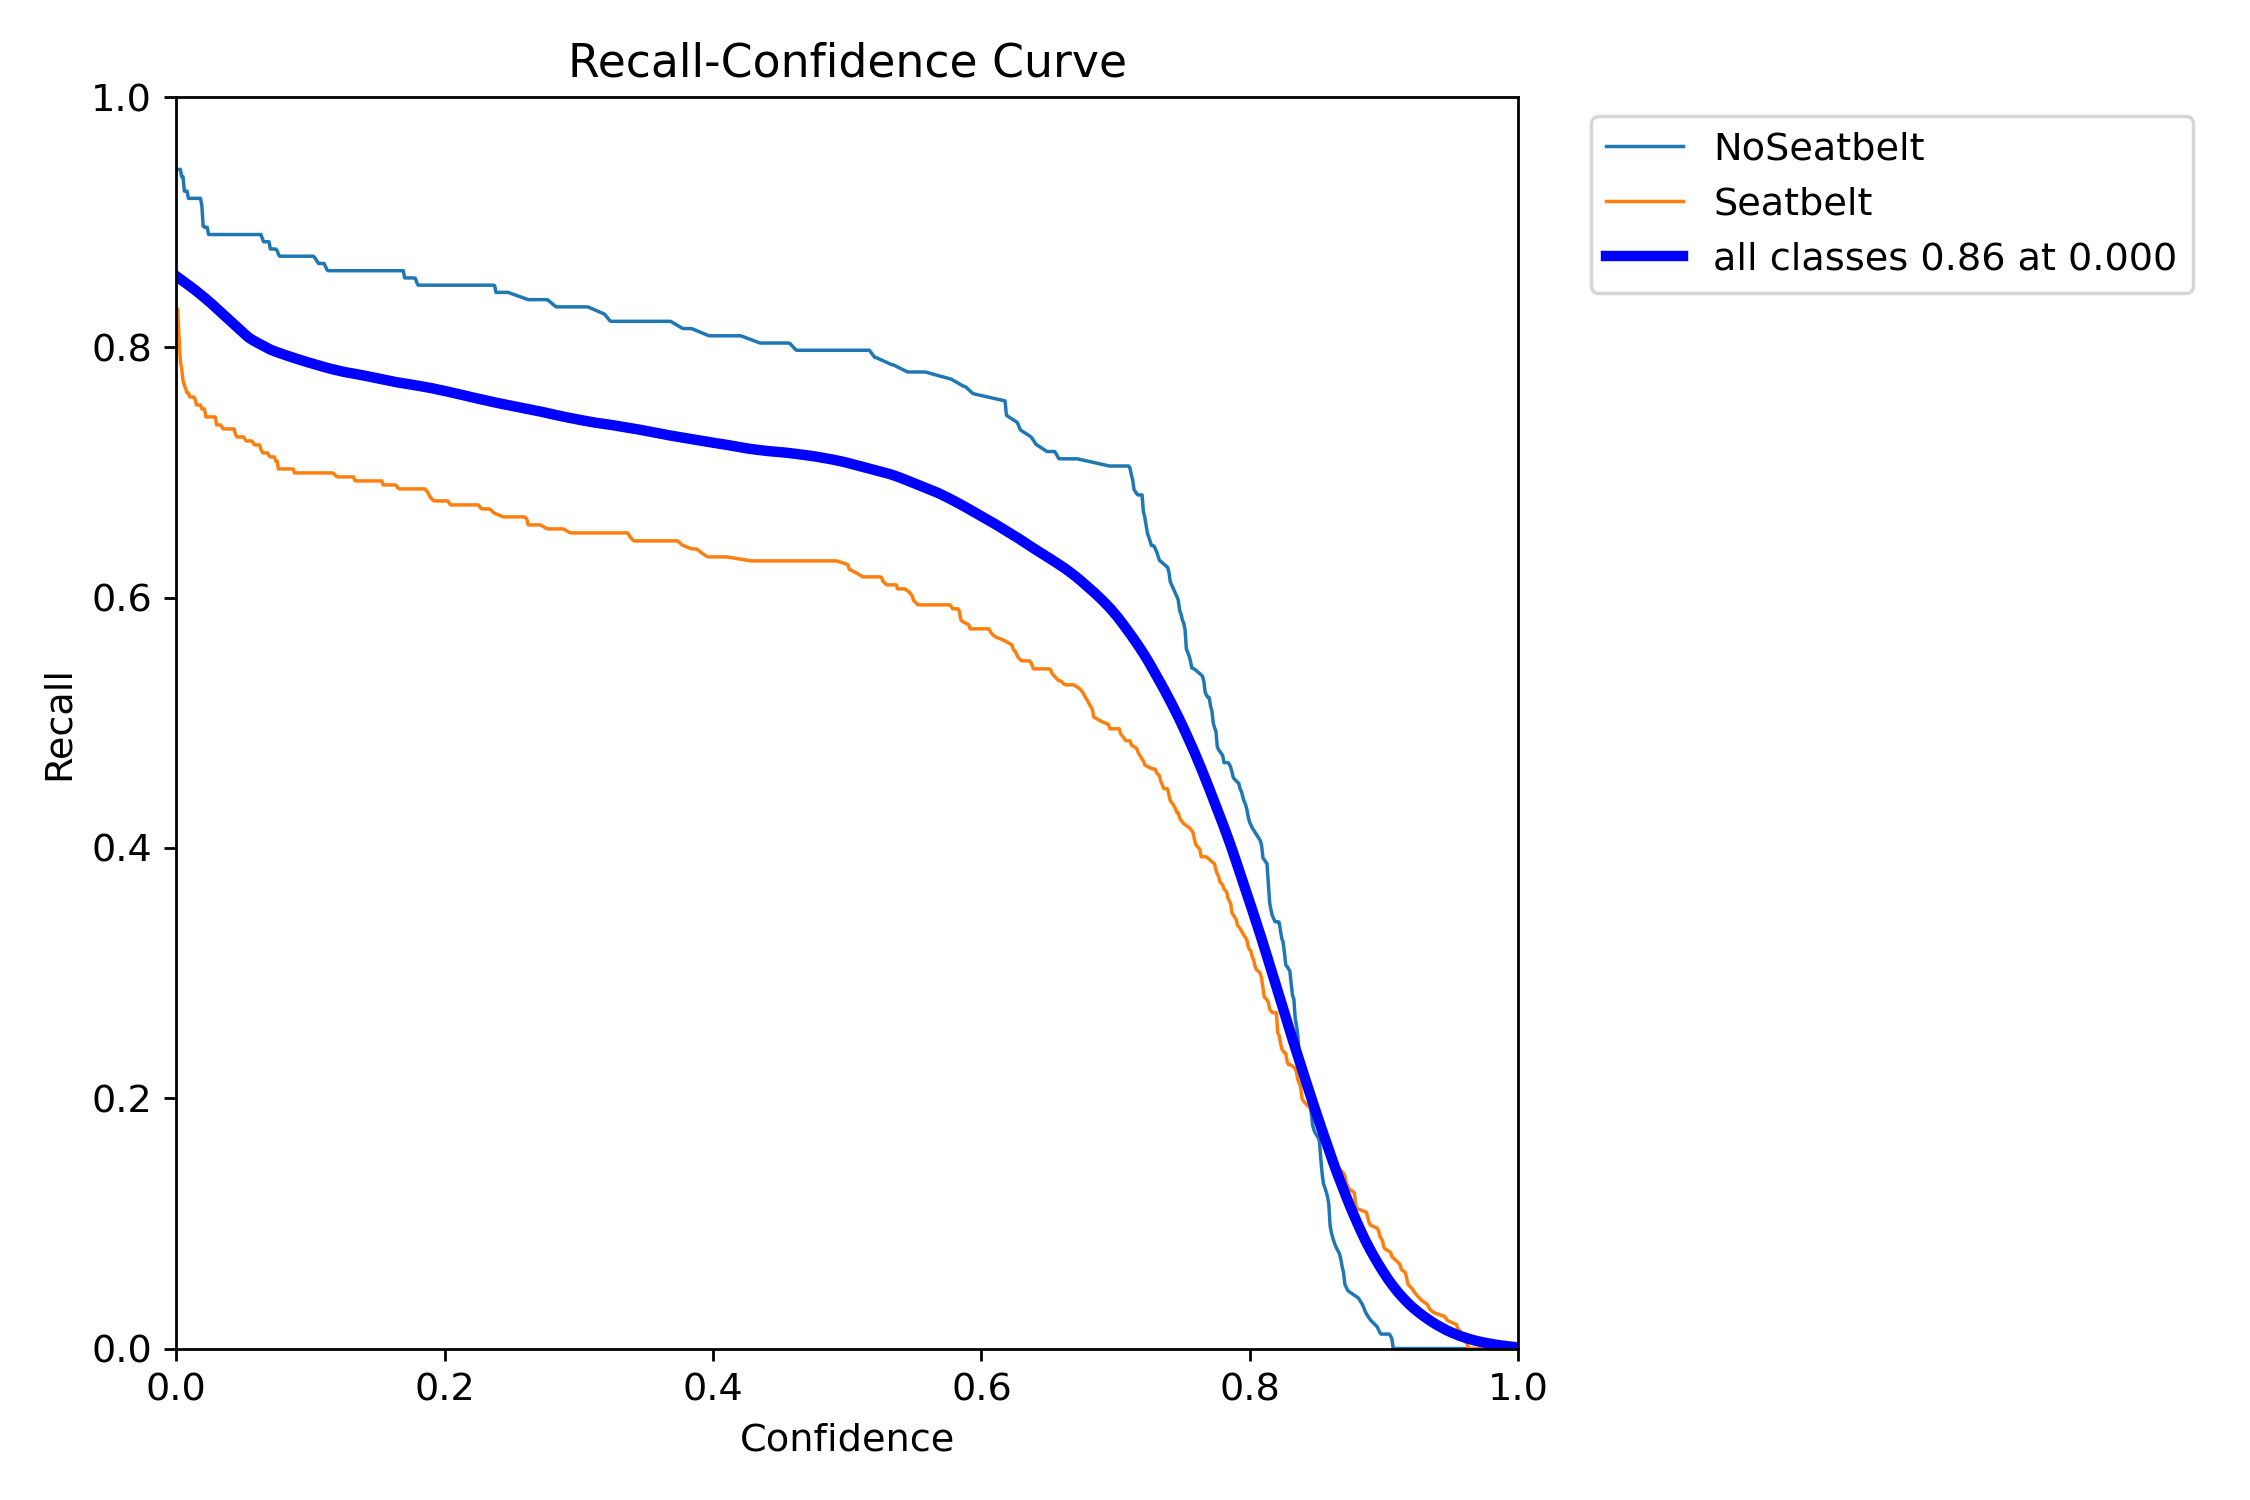 Recall-Confidence Curve
1.0
0.8
0.6
0.4
0.2
0.0
Recall
0.0 0.2 0.4 0.6 0.8 1.0
Confidence
NoSeatbelt
Seatbelt
all classes 0.86 at 0.000